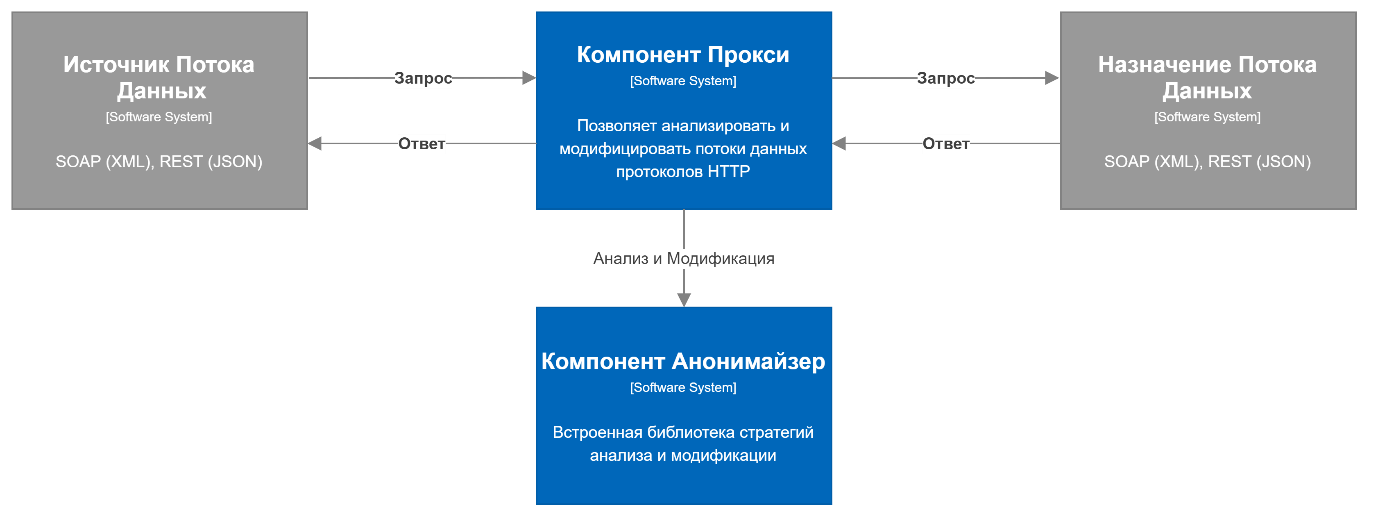 Источник Потока
Данных
[Software System]
SOAP (XML), REST (JSON)
Запрос
Ответ
Компонент Прокси
[Software System]
Позволяет анализировать и
модифицировать потоки данных
протоколов HTTP
Запрос
Ответ
Назначение Потока
Данных
[Software System]
SOAP (XML), REST (JSON)
Анализ и Модификация
Компонент Анонимайзер
[Software System]
Встроенная библиотека стратегий
анализа и модификации